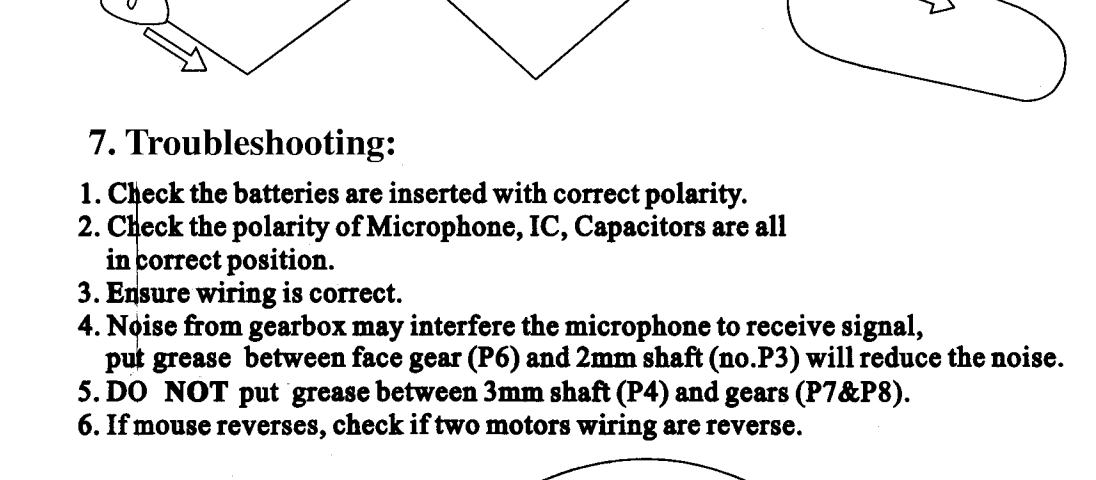 7. Troubleshooting:
1. Check the batteries are inserted with correct polarity.
2. Check the polarity of Microphone, IC, Capacitors are all
in correct position.
3. Ensure wiring is correct.
4. Noise from gearbox may interfere the microphone to receive signal,
put grease between face gear (P6) and 2mm shaft (no.P3) will reduce the noise.
5. DO NOT put grease between 3mm shaft (P4) and gears (P7&P8).
6. If mouse reverses, check if two motors wiring are reverse.